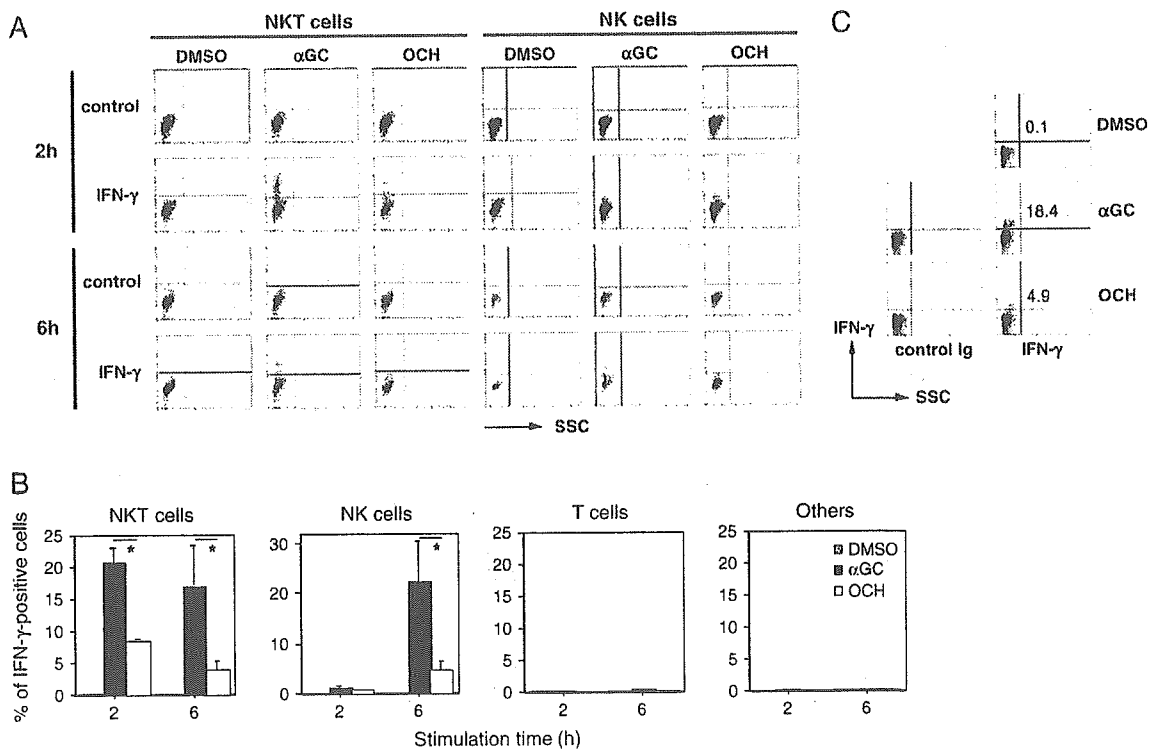 A
NKT cells
NK cells
DMSO
αGC
OCH
DMSO
αGC
OCH
control
2h
IFN-γ
control
6h
IFN-γ
SSC
C
0.1
DMSO
18.4
αGC
4.9
OCH
IFN-γ
control Ig
IFN-γ
SSC
B
% of IFN-γ-positive cells
NKT cells
25
20
15
10
5
0
*
*
2
6
NK cells
30
20
10
0
*
2
6
T cells
25
20
15
10
5
0
2
6
Others
25
20
15
10
5
0
DMSO
αGC
OCH
2
6
Stimulation time (h)